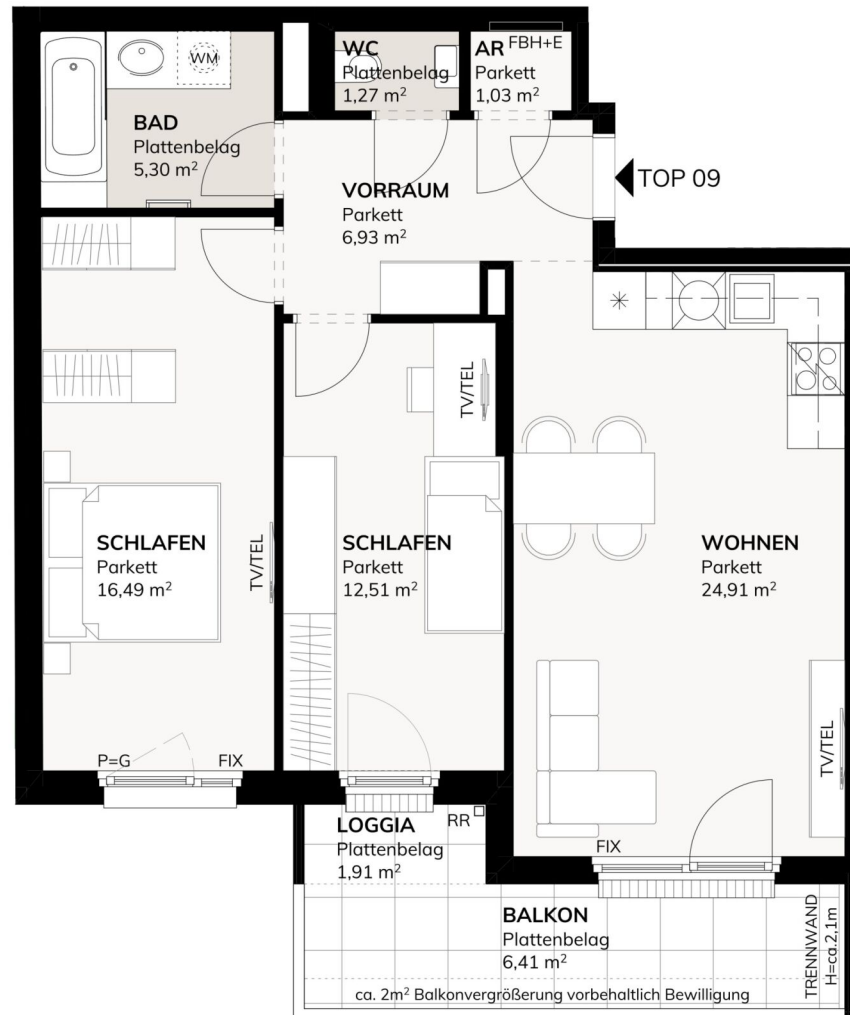 WC
Plattenbelag
1,27 m²
AR
FBH+E
Parkett
1,03 m²
WM
BAD
Plattenbelag
5,30 m²
VORRAUM
Parkett
6,93 m²
TOP 09
TV/TEL
SCHLAFEN
Parkett
16,49 m²
TV/TEL
SCHLAFEN
Parkett
12,51 m²
WOHNEN
Parkett
24,91 m²
TV/TEL
P=G
FIX
LOGGIA
RR
Plattenbelag
1,91 m²
FIX
BALKON
Plattenbelag
6,41 m²
TRENNWAND
H=ca.2,1m
ca. 2m² Balkonvergrößerung vorbehaltlich Bewilligung